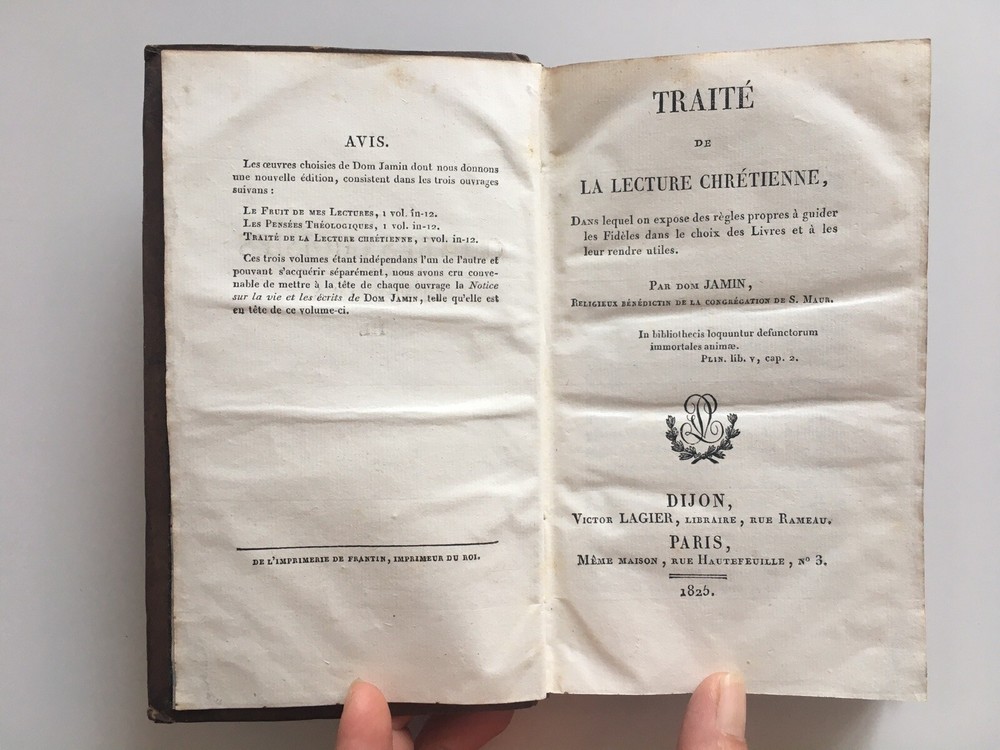 AVIS.
Les œuvres choisies de Dom Jamin dont nous donnons
une nouvelle édition, consistent dans les trois ouvrages
suivans :
LE FRUIT DE MES LECTURES, 1 vol. in-12.
LES PENSÉES THÉOLOGIQUES, 1 vol. in-12.
TRAITÉ DE LA LECTURE CHRÉTIENNE, 1 vol. in-12.
Ces trois volumes étant indépendans l'un de l'autre et
pouvant s'acquérir séparément, nous avons cru conve-
nable de mettre à la tête de chaque ouvrage la Notice
sur la vie et les écrits de DOM JAMIN, telle qu'elle est
en tête de ce volume-ci.
DE L'IMPRIMERIE DE FRANTIN, IMPRIMEUR DU ROI.
TRAITÉ
DE
LA LECTURE CHRÉTIENNE,
Dans lequel on expose des règles propres à guider
les Fidèles dans le choix des Livres et à les
leur rendre utiles.
PAR DOM JAMIN,
RELIGIEUX BÉNÉDICTIN DE LA CONGRÉGATION DE S. MAUR.
In bibliothecis loquuntur defunctorum
immortales animæ.
PLIN. lib. V, cap. 2.
DIJON,
VICTOR LAGIER, LIBRAIRE, RUE RAMEAU.
PARIS,
MÊME MAISON, RUE HAUTEFEUILLE, N° 3.
1825.